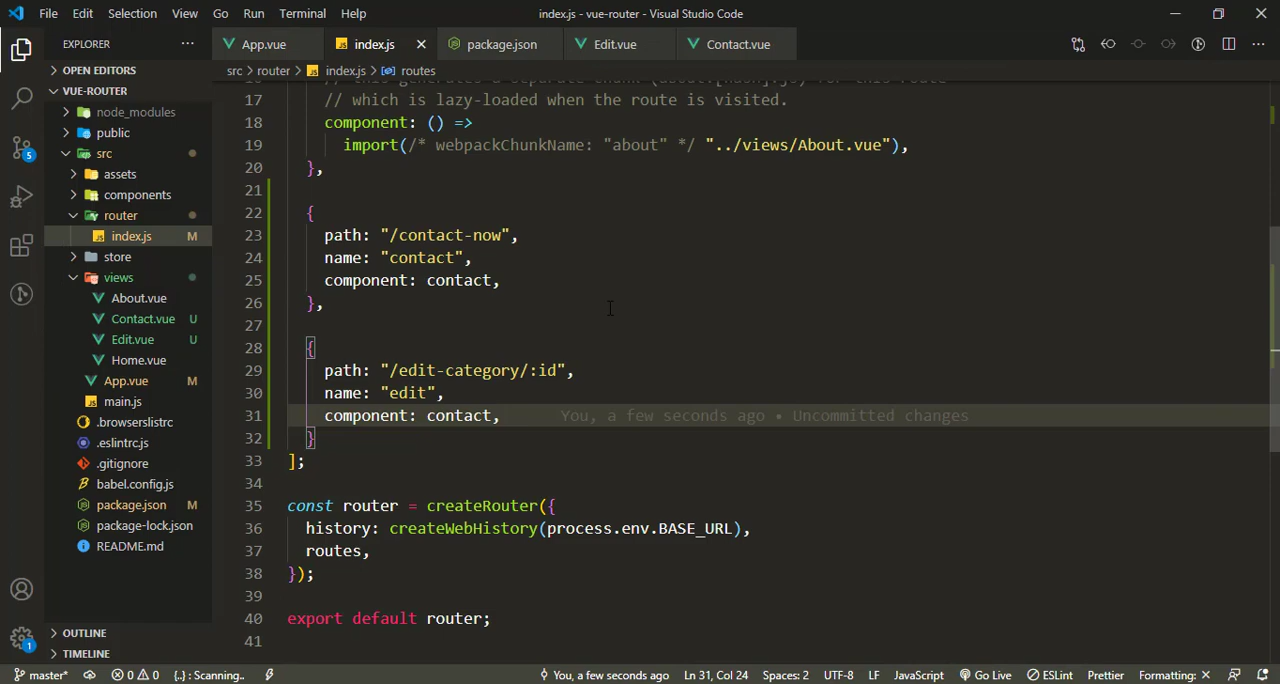 File Edit Selection View Go Run Terminal Help index.js - vue-router - Visual Studio Code
EXPLORER
OPEN EDITORS
VUE-ROUTER
node_modules
public
src
assets
components
router
index.js M
store
views
About.vue
Contact.vue U
Edit.vue U
Home.vue
App.vue M
main.js
.browserslistrc
.eslintrc.js
.gitignore
babel.config.js
package.json M
package-lock.json
README.md
OUTLINE
TIMELINE
5
1
App.vue index.js package.json Edit.vue Contact.vue
src > router > index.js > routes
17 // which is lazy-loaded when the route is visited.
18 component: () =>
19 import(/* webpackChunkName: "about" */ "../views/About.vue"),
20 },
21
22 {
23 path: "/contact-now",
24 name: "contact",
25 component: contact,
26 },
27
28 {
29 path: "/edit-category/:id",
30 name: "edit",
31 component: contact, You, a few seconds ago • Uncommitted changes
32 }
33 ];
34
35 const router = createRouter({
36 history: createWebHistory(process.env.BASE_URL),
37 routes,
38 });
39
40 export default router;
41
master* 0 0 {..}: Scanning.. You, a few seconds ago Ln 31, Col 24 Spaces: 2 UTF-8 LF JavaScript Go Live ESLint Prettier Formatting: ×